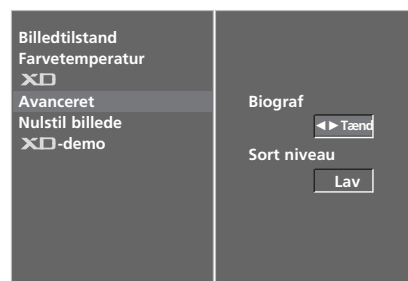 Billedtilstand
Farvetemperatur
XD
Avanceret
Nulstil billede
XD-demo
Biograf
◄► Tænd
Sort niveau
Lav